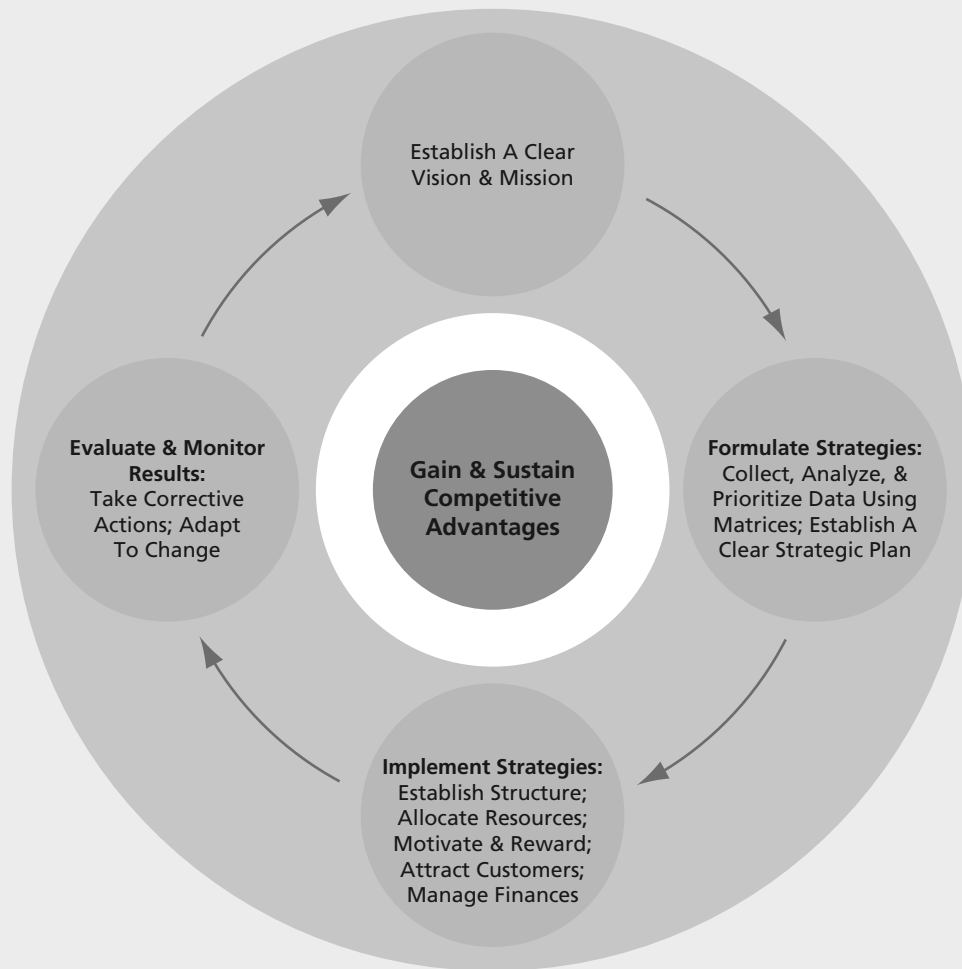 Establish A Clear
Vision & Mission
Evaluate & Monitor
Results:
Take Corrective
Actions; Adapt
To Change
Gain & Sustain
Competitive
Advantages
Formulate Strategies:
Collect, Analyze, &
Prioritize Data Using
Matrices; Establish A
Clear Strategic Plan
Implement Strategies:
Establish Structure;
Allocate Resources;
Motivate & Reward;
Attract Customers;
Manage Finances